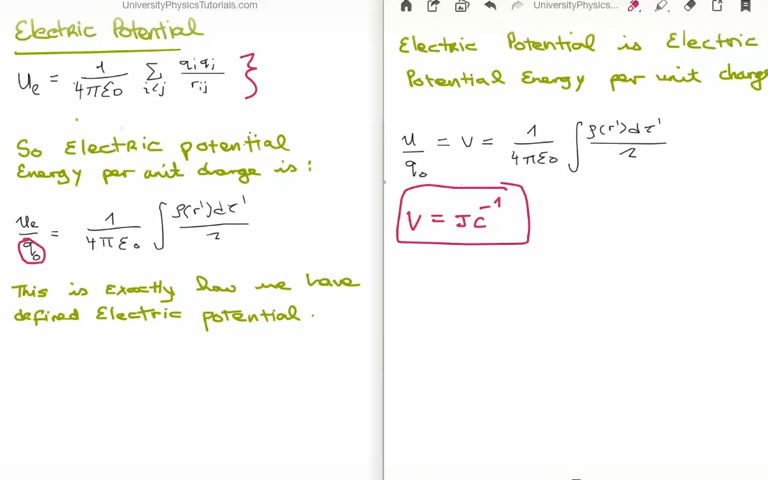 UniversityPhysicsTutorials.com
Electric Potential
Ue = 1/4πε0 Σi<j qiqj/rij }
So Electric potential
Energy per unit charge is :
Ue/q0 = 1/4πε0 ∫ ρ(r')dτ'/r
This is Exactly how we have
defined Electric potential.
UniversityPhysics...
Electric Potential is Electric
Potential Energy per unit charge
U/q0 = V = 1/4πε0 ∫ ρ(r')dτ'/r
V = JC⁻¹